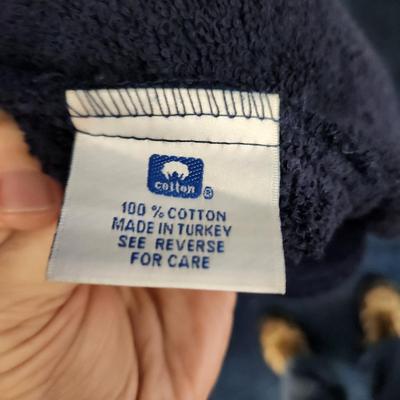 cotton®
100% COTTON
MADE IN TURKEY
SEE REVERSE
FOR CARE